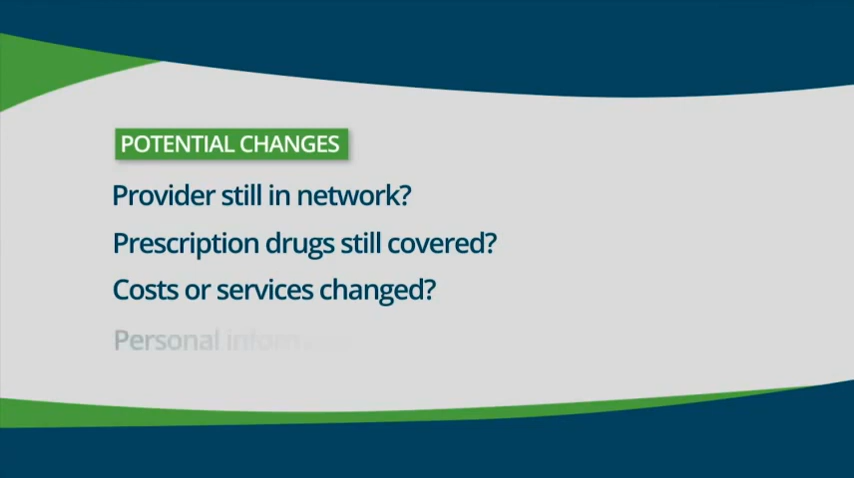 POTENTIAL CHANGES
Provider still in network?
Prescription drugs still covered?
Costs or services changed?
Personal